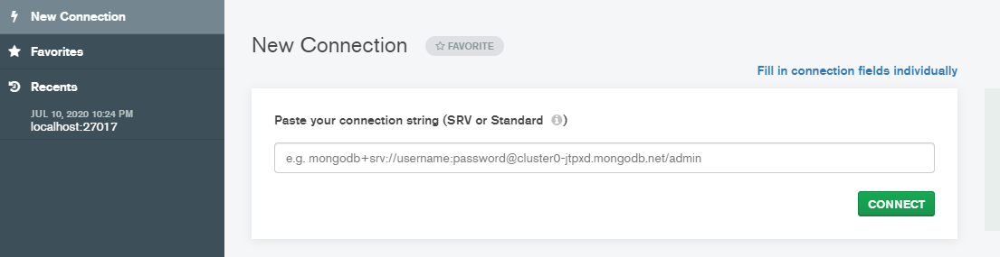 New Connection
Favorites
Recents
JUL 10, 2020 10:24 PM
localhost:27017
New Connection
FAVORITE
Fill in connection fields individually
Paste your connection string (SRV or Standard )
e.g. mongodb+srv://username:password@cluster0-jtpxd.mongodb.net/admin
CONNECT